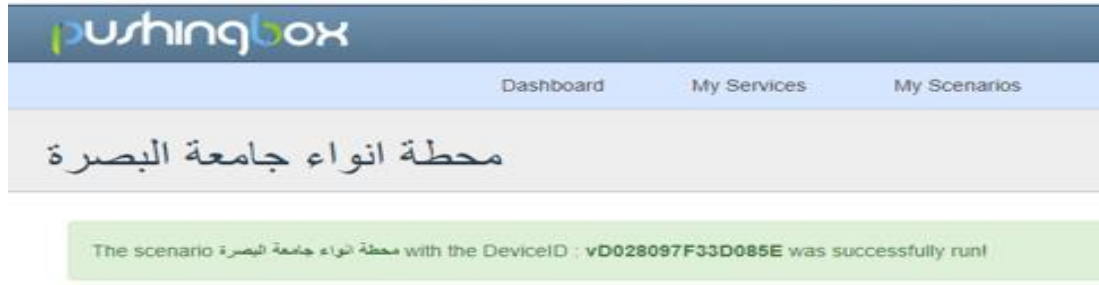 pushingbox
Dashboard My Services My Scenarios
محطة انواء جامعة البصرة
The scenario محطة انواء جامعة البصرة with the DeviceID : vD028097F33D085E was successfully run!